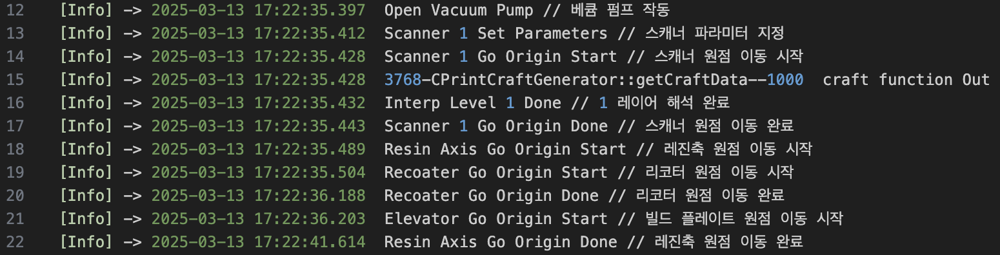 12 [Info] -> 2025-03-13 17:22:35.397 Open Vacuum Pump // 베큠 펌프 작동
13 [Info] -> 2025-03-13 17:22:35.412 Scanner 1 Set Parameters // 스캐너 파라미터 지정
14 [Info] -> 2025-03-13 17:22:35.428 Scanner 1 Go Origin Start // 스캐너 원점 이동 시작
15 [Info] -> 2025-03-13 17:22:35.428 3768-CPrintCraftGenerator::getCraftData--1000 craft function Out
16 [Info] -> 2025-03-13 17:22:35.432 Interp Level 1 Done // 1 레이어 해석 완료
17 [Info] -> 2025-03-13 17:22:35.443 Scanner 1 Go Origin Done // 스캐너 원점 이동 완료
18 [Info] -> 2025-03-13 17:22:35.489 Resin Axis Go Origin Start // 레진축 원점 이동 시작
19 [Info] -> 2025-03-13 17:22:35.504 Recoater Go Origin Start // 리코터 원점 이동 시작
20 [Info] -> 2025-03-13 17:22:36.188 Recoater Go Origin Done // 리코터 원점 이동 완료
21 [Info] -> 2025-03-13 17:22:36.203 Elevator Go Origin Start // 빌드 플레이트 원점 이동 시작
22 [Info] -> 2025-03-13 17:22:41.614 Resin Axis Go Origin Done // 레진축 원점 이동 완료